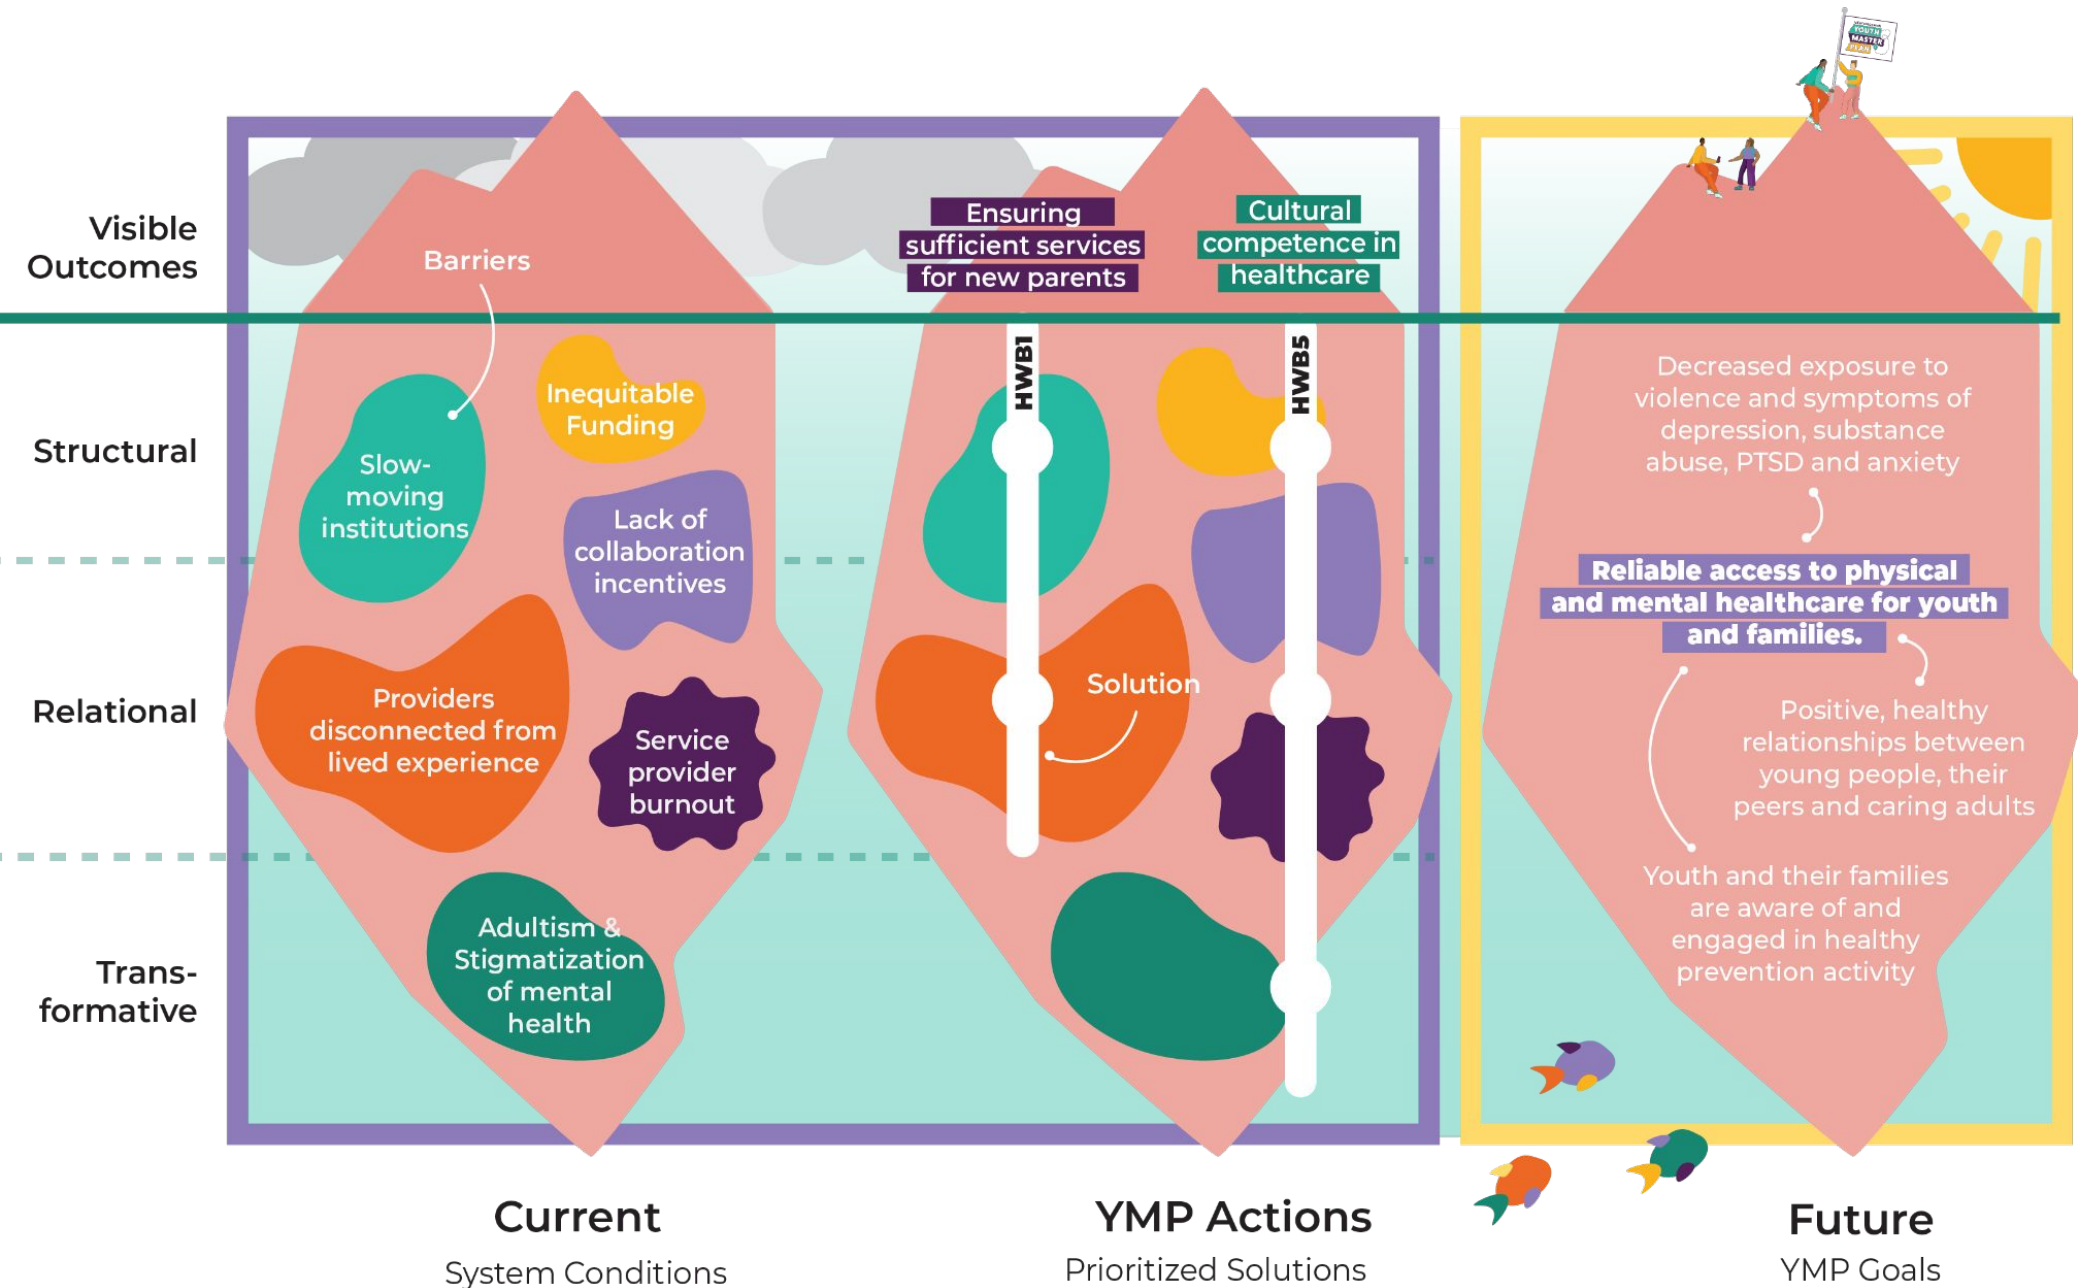 YOUTH
MASTER
PLAN
Visible
Outcomes
Structural
Relational
Trans-
formative
Barriers
Slow-
moving
institutions
Inequitable
Funding
Lack of
collaboration
incentives
Providers
disconnected from
lived experience
Service
provider
burnout
Adultism &
Stigmatization
of mental
health
Current
System Conditions
Ensuring
sufficient services
for new parents
Cultural
competence in
healthcare
HWB1
HWB5
Solution
YMP Actions
Prioritized Solutions
Decreased exposure to
violence and symptoms of
depression, substance
abuse, PTSD and anxiety
Reliable access to physical
and mental healthcare for youth
and families.
Positive, healthy
relationships between
young people, their
peers and caring adults
Youth and their families
are aware of and
engaged in healthy
prevention activity
Future
YMP Goals